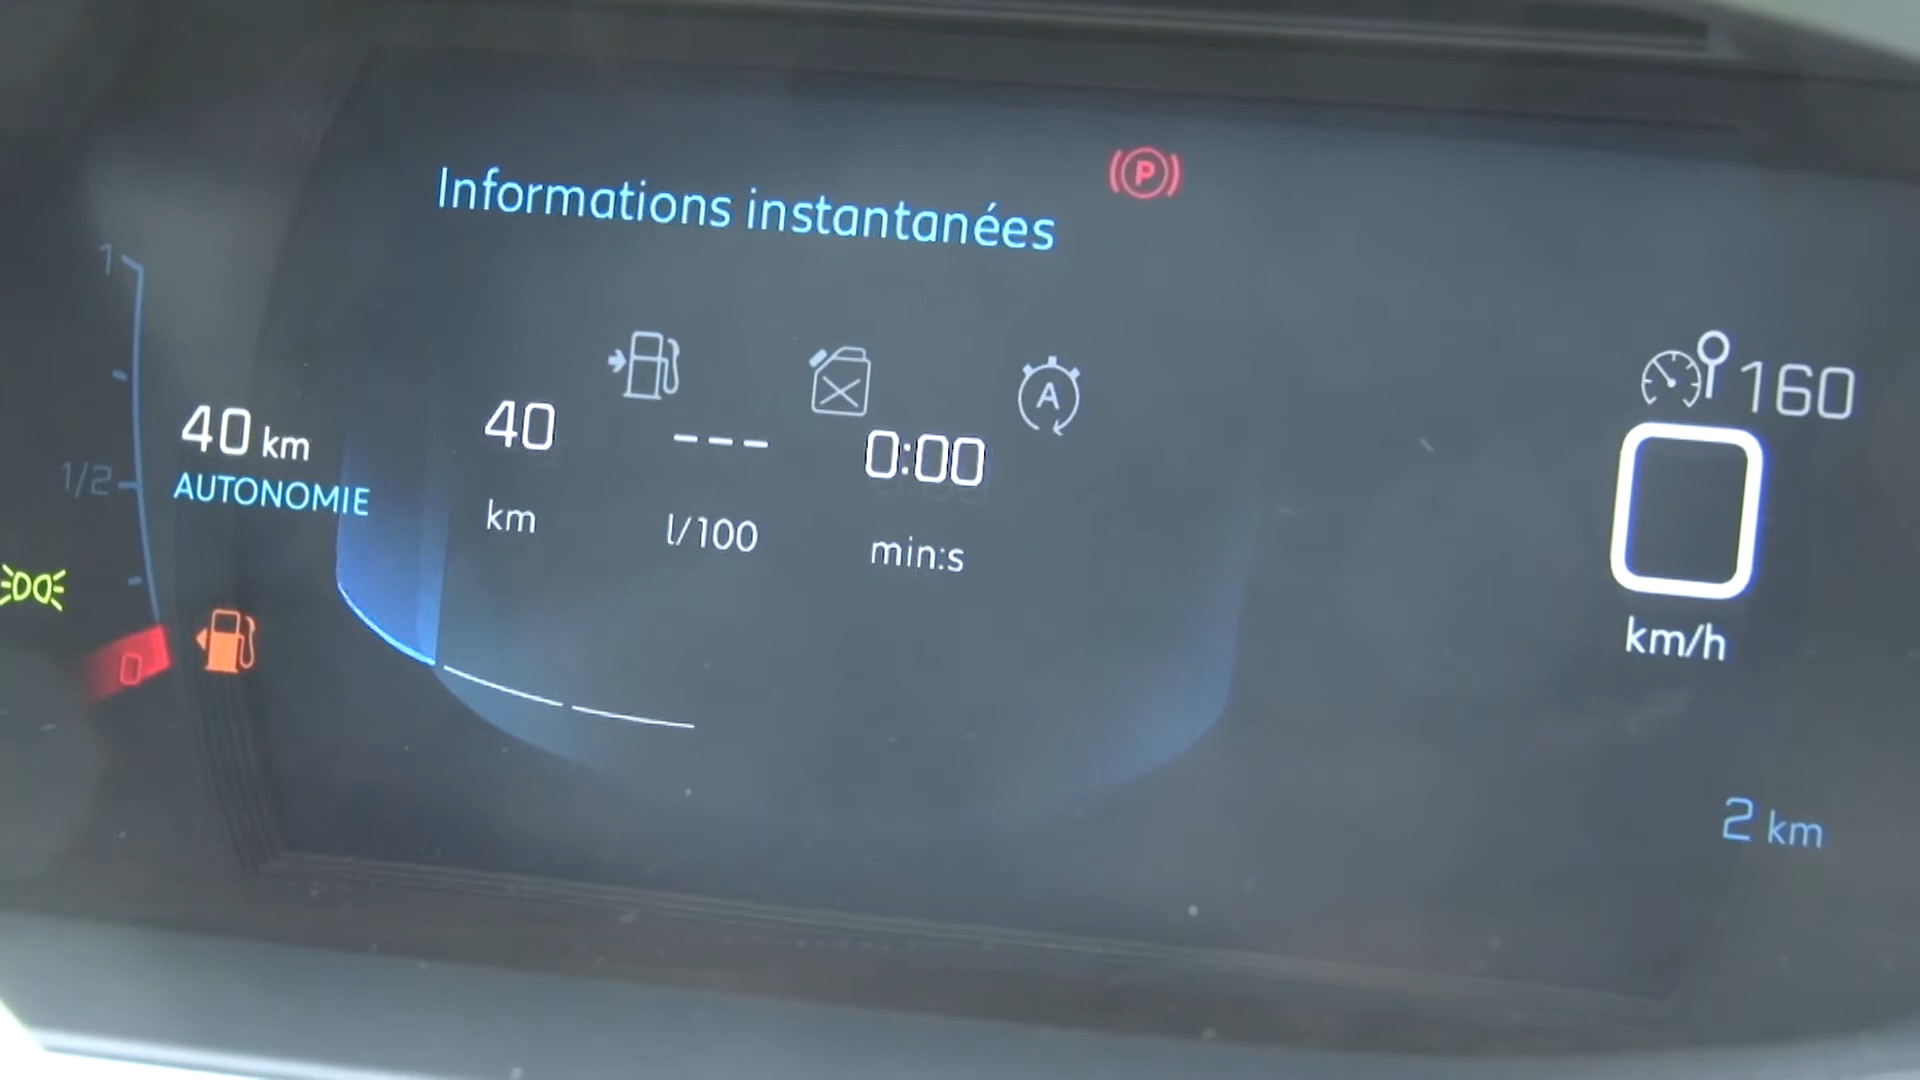 Informations instantanées
P
1
1/2
0
40 km
AUTONOMIE
40
km
---
l/100
A
0:00
min:s
160
0
km/h
2 km